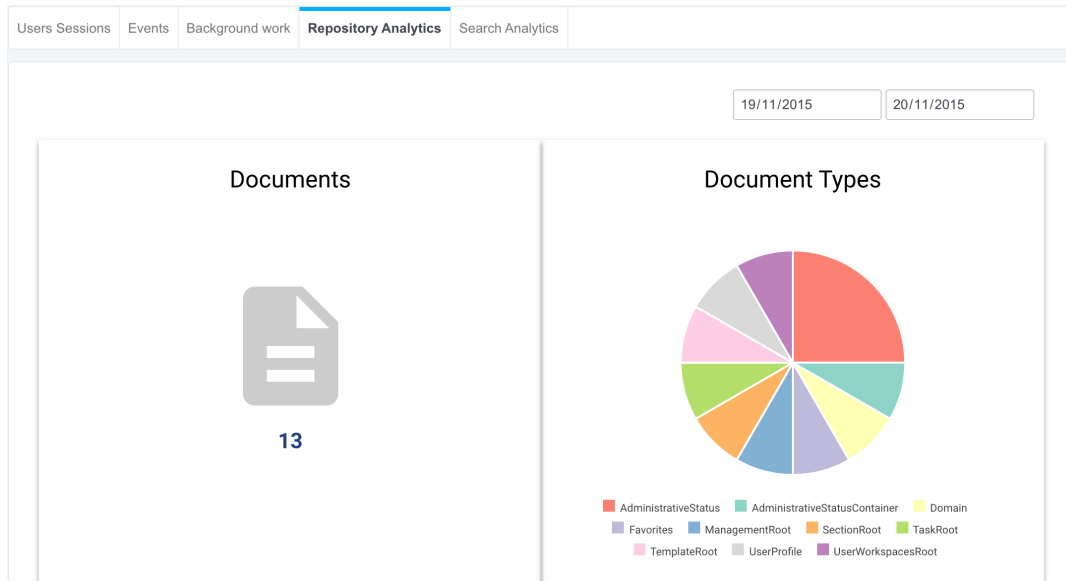 Users Sessions Events Background work Repository Analytics Search Analytics
19/11/2015 20/11/2015
Documents
13
Document Types
AdministrativeStatus AdministrativeStatusContainer Domain
Favorites ManagementRoot SectionRoot TaskRoot
TemplateRoot UserProfile UserWorkspacesRoot